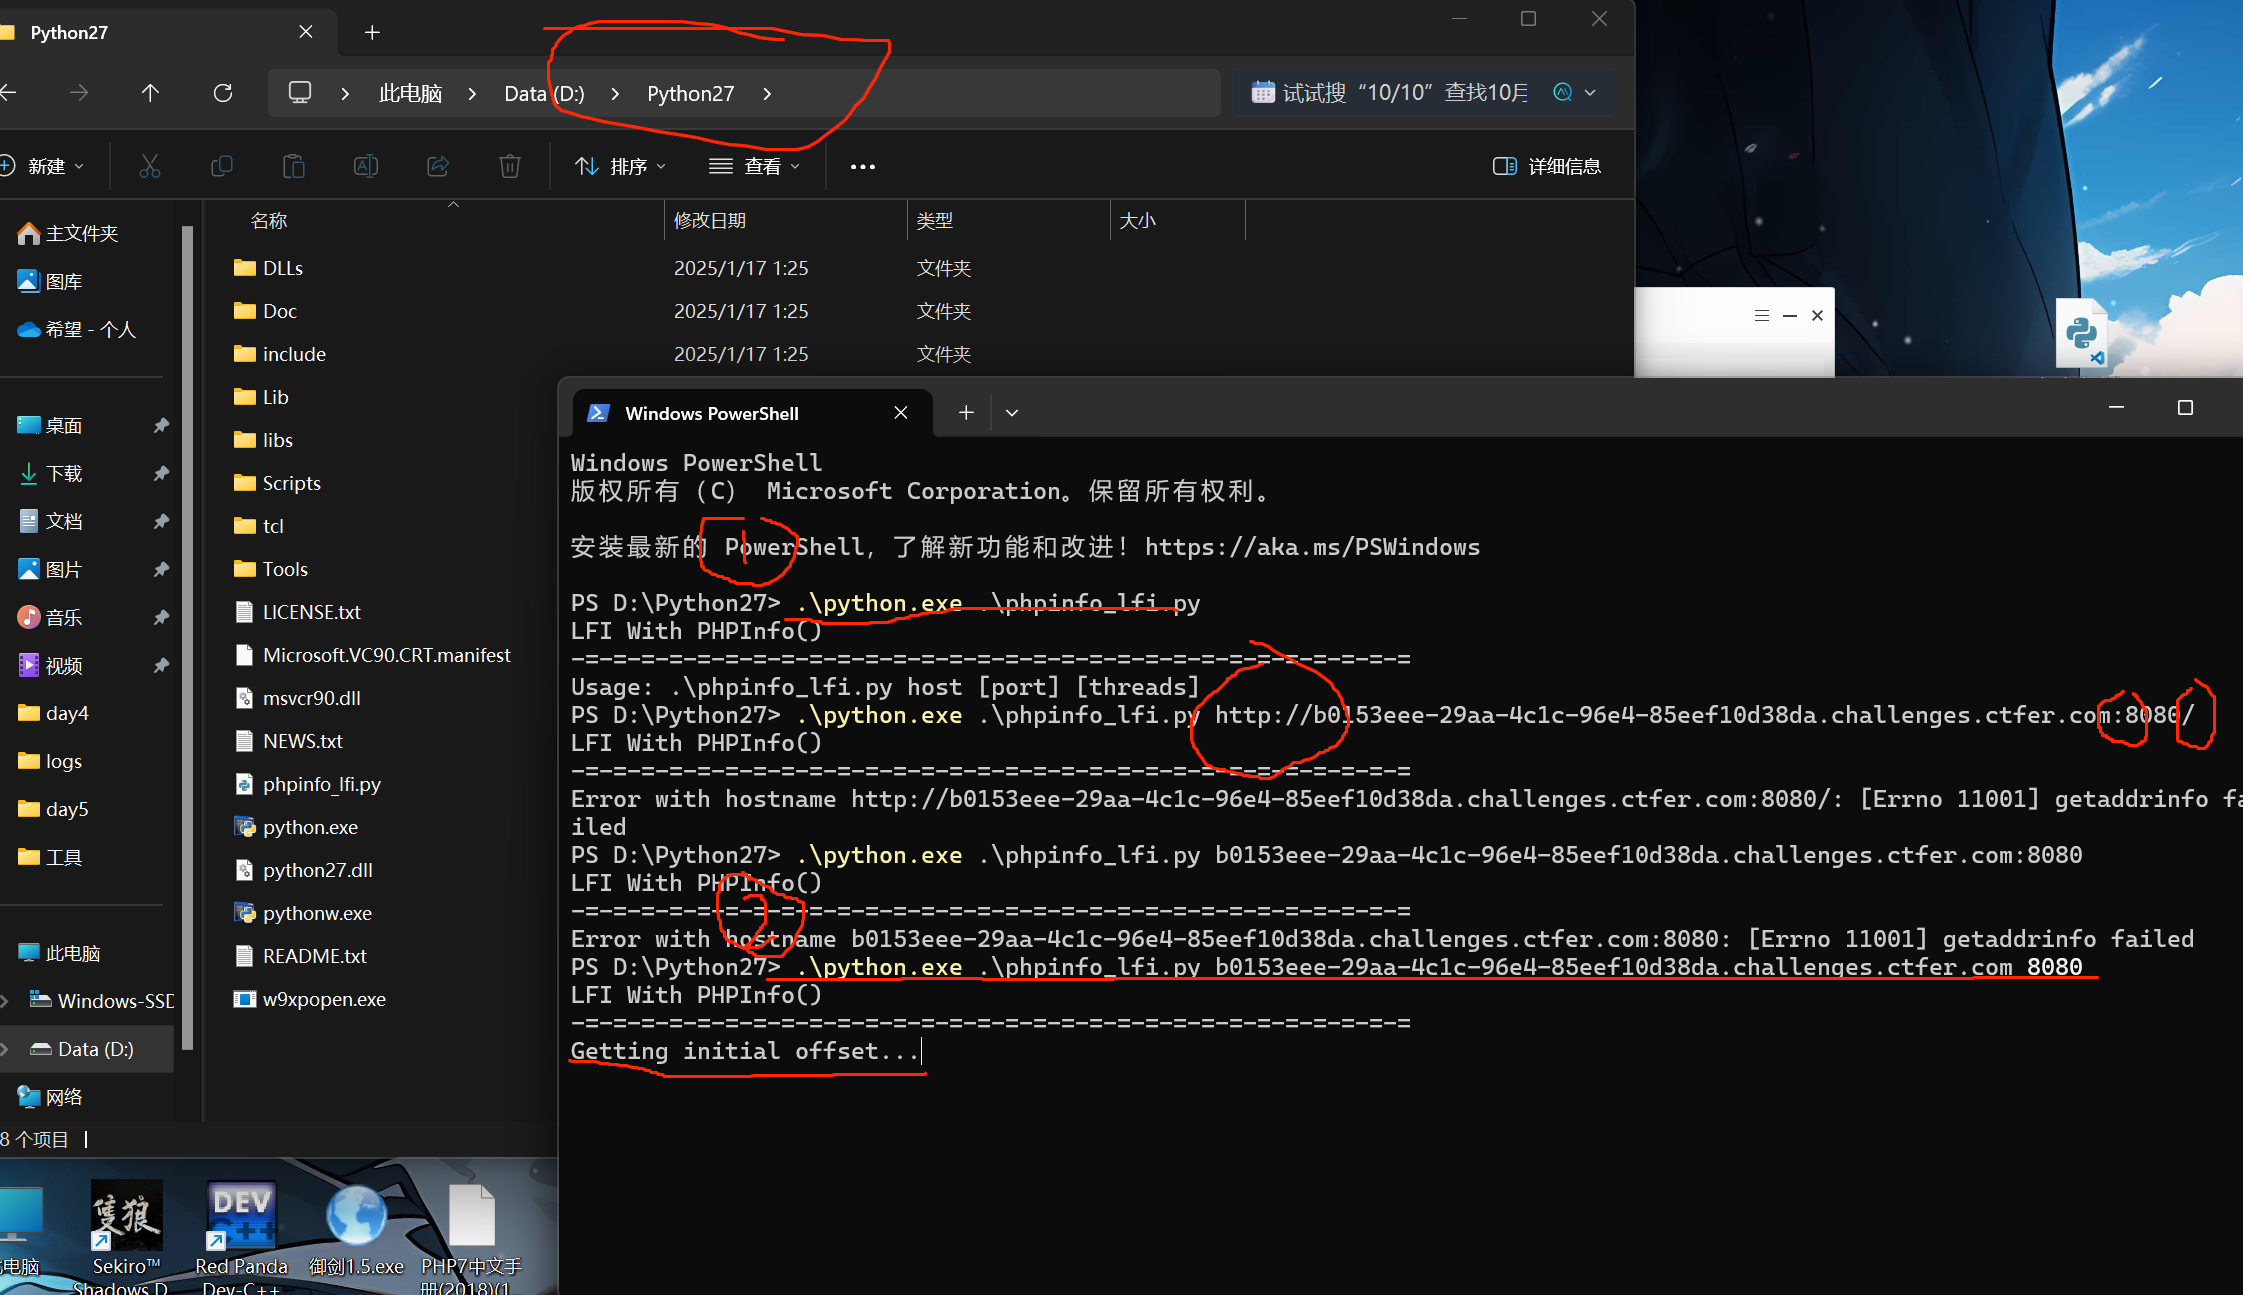 Python27
此电脑 > Data (D:) > Python27 >
试试搜“10/10”查找10月
新建
排序
查看
详细信息
名称
修改日期
类型
大小
主文件夹
图库
希望 - 个人
桌面
下载
文档
图片
音乐
视频
day4
logs
day5
工具
此电脑
Windows-SSD
Data (D:)
网络
DLLs 2025/1/17 1:25 文件夹
Doc 2025/1/17 1:25 文件夹
include 2025/1/17 1:25 文件夹
Lib
libs
Scripts
tcl
Tools
LICENSE.txt
Microsoft.VC90.CRT.manifest
msvcr90.dll
NEWS.txt
phpinfo_lfi.py
python.exe
python27.dll
pythonw.exe
README.txt
w9xpopen.exe
8 个项目
Windows PowerShell
Windows PowerShell
版权所有（C） Microsoft Corporation。保留所有权利。
安装最新的 PowerShell，了解新功能和改进！https://aka.ms/PSWindows
1
PS D:\Python27> .\python.exe .\phpinfo_lfi.py
LFI With PHPInfo()
-=-=-=-=-=-=-=-=-=-=-=-=-=-=-=-=-=-=-=-=-=-=-=-=-=-=-=-=-=-=
Usage: .\phpinfo_lfi.py host [port] [threads]
PS D:\Python27> .\python.exe .\phpinfo_lfi.py http://b0153eee-29aa-4c1c-96e4-85eef10d38da.challenges.ctfer.com:8080/
LFI With PHPInfo()
-=-=-=-=-=-=-=-=-=-=-=-=-=-=-=-=-=-=-=-=-=-=-=-=-=-=-=-=-=-=
Error with hostname http://b0153eee-29aa-4c1c-96e4-85eef10d38da.challenges.ctfer.com:8080/: [Errno 11001] getaddrinfo fa
iled
PS D:\Python27> .\python.exe .\phpinfo_lfi.py b0153eee-29aa-4c1c-96e4-85eef10d38da.challenges.ctfer.com:8080
LFI With PHPInfo()
2
-=-=-=-=-=-=-=-=-=-=-=-=-=-=-=-=-=-=-=-=-=-=-=-=-=-=-=-=-=-=
Error with hostname b0153eee-29aa-4c1c-96e4-85eef10d38da.challenges.ctfer.com:8080: [Errno 11001] getaddrinfo failed
PS D:\Python27> .\python.exe .\phpinfo_lfi.py b0153eee-29aa-4c1c-96e4-85eef10d38da.challenges.ctfer.com 8080
LFI With PHPInfo()
-=-=-=-=-=-=-=-=-=-=-=-=-=-=-=-=-=-=-=-=-=-=-=-=-=-=-=-=-=-=
Getting initial offset...
隻狼
DEV
C++
电脑
Sekiro™
Shadows D
Red Panda
Dev-C++
御剑1.5.exe
PHP7中文手
册(2018)(1